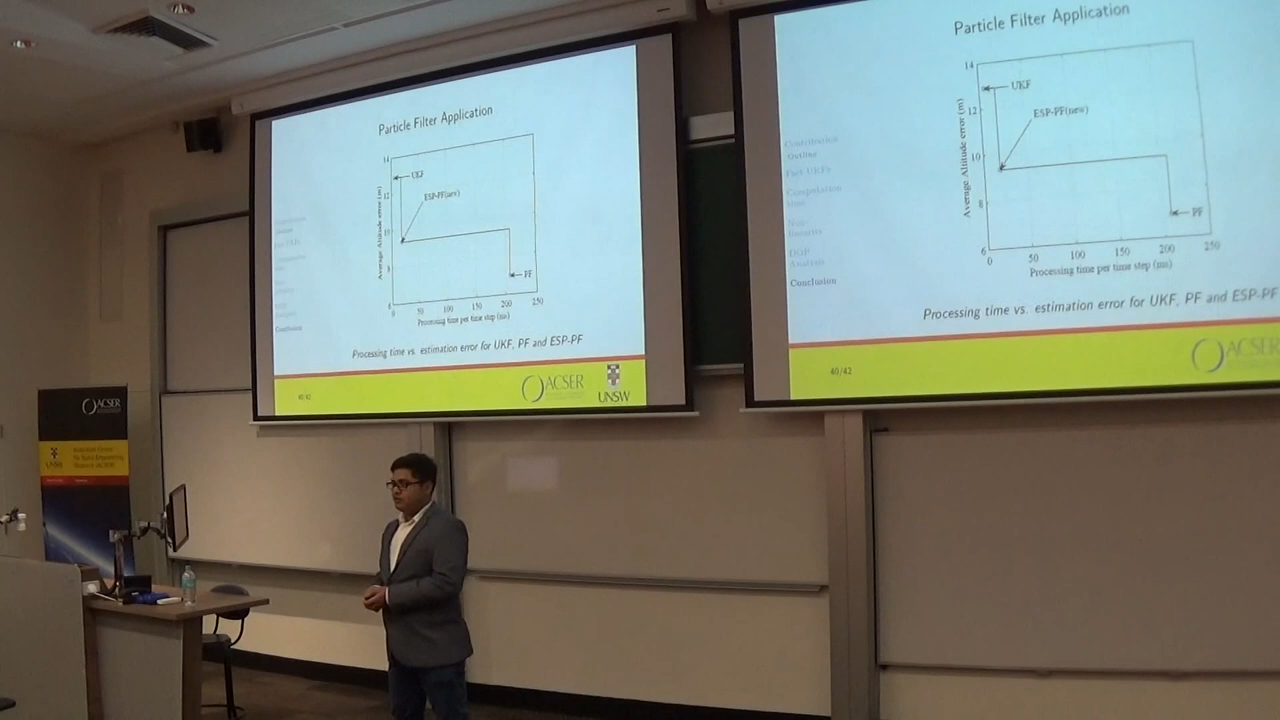 Particle Filter Application
14
12
10
8
6
Average Altitude error (m)
UKF
ESP-PF(new)
PF
0 50 100 150 200 250
Processing time per time step (ms)
Processing time vs. estimation error for UKF, PF and ESP-PF
Conclusion
40/42
ACSER
UNSW
Particle Filter Application
14
12
10
8
6
Average Altitude error (m)
UKF
ESP-PF(new)
PF
0 50 100 150 200 250
Processing time per time step (ms)
Contribution
Outline
Fast UKFs
Computation
time
Non-
linearity
DOP
Analysis
Conclusion
Processing time vs. estimation error for UKF, PF and ESP-PF
40/42
ACSER
ACSER
UNSW